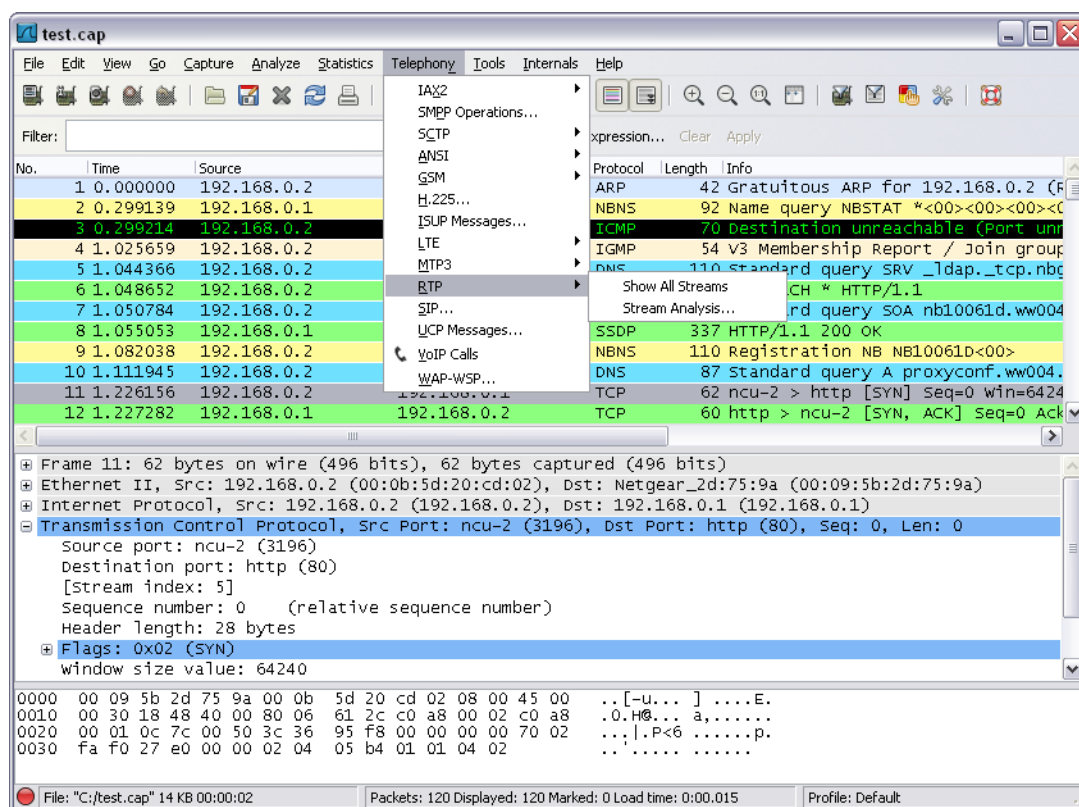 test.cap
File Edit View Go Capture Analyze Statistics Telephony Tools Internals Help
IAX2
SMPP Operations...
SCTP
ANSI
GSM
H.225...
ISUP Messages...
LTE
MTP3
RTP
SIP...
UCP Messages...
VoIP Calls
WAP-WSP...
Show All Streams
Stream Analysis...
Filter: xpression... Clear Apply
No. Time Source Protocol Length Info
1 0.000000 192.168.0.2 ARP 42 Gratuitous ARP for 192.168.0.2 (R
2 0.299139 192.168.0.1 NBNS 92 Name query NBSTAT *<00><00><00><0
3 0.299214 192.168.0.2 ICMP 70 Destination unreachable (Port unr
4 1.025659 192.168.0.2 IGMP 54 V3 Membership Report / Join group
5 1.044366 192.168.0.2 DNS 110 Standard query SRV _ldap._tcp.nbg
6 1.048652 192.168.0.2 CH * HTTP/1.1
7 1.050784 192.168.0.2 rd query SOA nb10061d.ww004
8 1.055053 192.168.0.1 SSDP 337 HTTP/1.1 200 OK
9 1.082038 192.168.0.2 NBNS 110 Registration NB NB10061D<00>
10 1.111945 192.168.0.2 DNS 87 Standard query A proxyconf.ww004.
11 1.226156 192.168.0.2 192.168.0.1 TCP 62 ncu-2 > http [SYN] Seq=0 Win=6424
12 1.227282 192.168.0.1 192.168.0.2 TCP 60 http > ncu-2 [SYN, ACK] Seq=0 Ack
Frame 11: 62 bytes on wire (496 bits), 62 bytes captured (496 bits)
Ethernet II, Src: 192.168.0.2 (00:0b:5d:20:cd:02), Dst: Netgear_2d:75:9a (00:09:5b:2d:75:9a)
Internet Protocol, Src: 192.168.0.2 (192.168.0.2), Dst: 192.168.0.1 (192.168.0.1)
Transmission Control Protocol, Src Port: ncu-2 (3196), Dst Port: http (80), Seq: 0, Len: 0
Source port: ncu-2 (3196)
Destination port: http (80)
[Stream index: 5]
Sequence number: 0 (relative sequence number)
Header length: 28 bytes
Flags: 0x02 (SYN)
Window size value: 64240
0000 00 09 5b 2d 75 9a 00 0b 5d 20 cd 02 08 00 45 00 ..[-u... ] ....E.
0010 00 30 18 48 40 00 80 06 61 2c c0 a8 00 02 c0 a8 .0.H@... a,......
0020 00 01 0c 7c 00 50 3c 36 95 f8 00 00 00 00 70 02 ...|.P<6 ......p.
0030 fa f0 27 e0 00 00 02 04 05 b4 01 01 04 02 ..'..... ......
File: "C:/test.cap" 14 KB 00:00:02 Packets: 120 Displayed: 120 Marked: 0 Load time: 0:00.015 Profile: Default